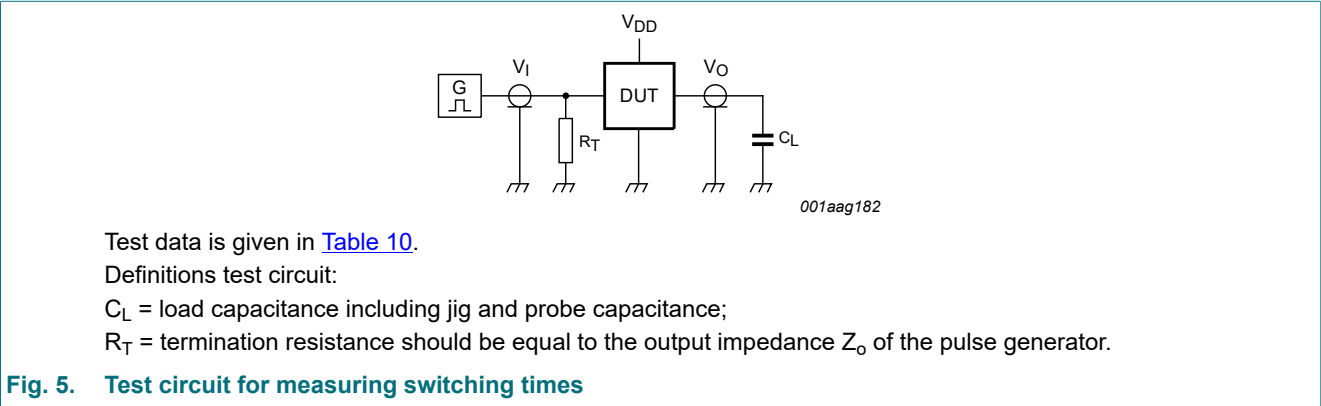 VDD
VI
VO
G
DUT
RT
CL
001aag182
Test data is given in Table 10.
Definitions test circuit:
CL = load capacitance including jig and probe capacitance;
RT = termination resistance should be equal to the output impedance Zo of the pulse generator.
Fig. 5. Test circuit for measuring switching times